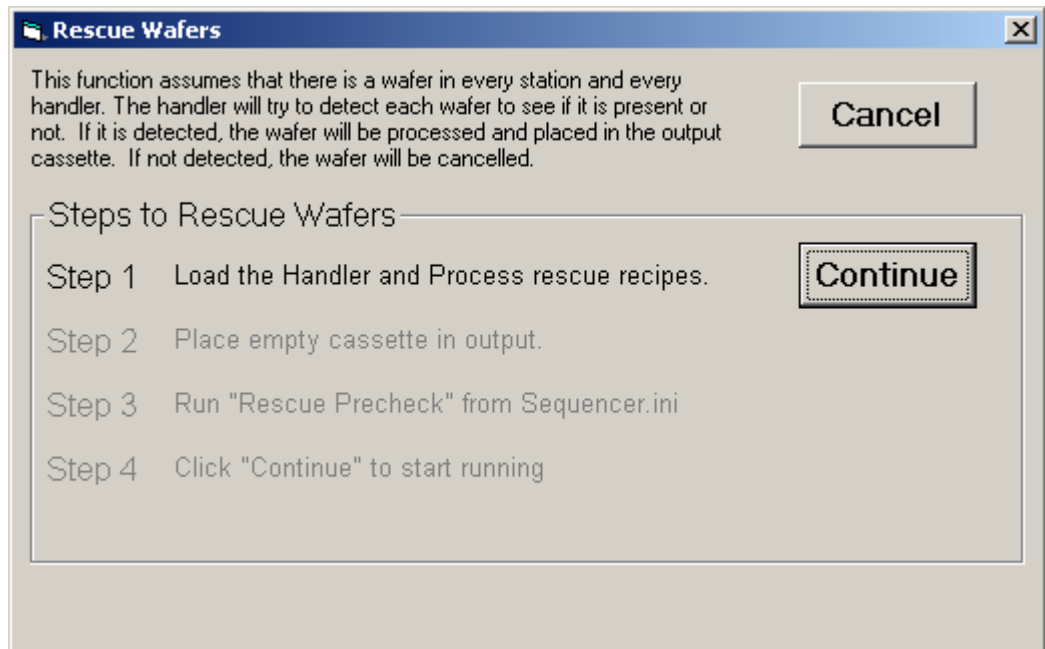 Rescue Wafers
This function assumes that there is a wafer in every station and every
handler. The handler will try to detect each wafer to see if it is present or
not.  If it is detected, the wafer will be processed and placed in the output
cassette.  If not detected, the wafer will be cancelled.
Cancel
Steps to Rescue Wafers
Step 1 Load the Handler and Process rescue recipes.
Continue
Step 2 Place empty cassette in output.
Step 3 Run "Rescue Precheck" from Sequencer.ini
Step 4 Click "Continue" to start running